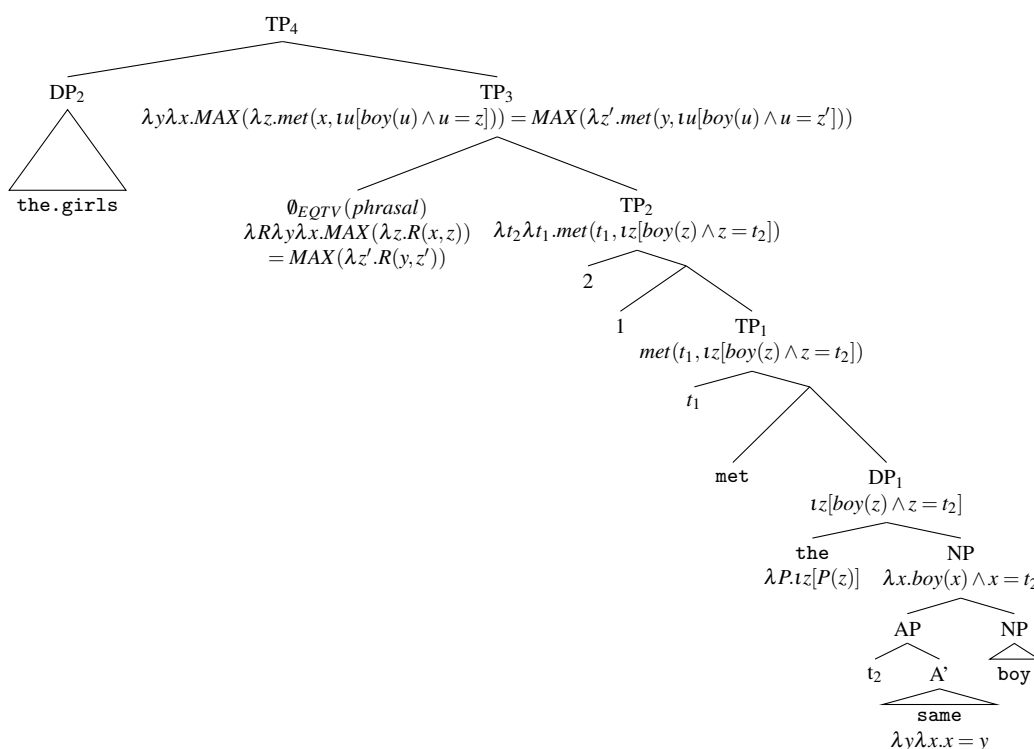 TP₄
DP₂ TP₃
λyλx.MAX(λz.met(x, ιu[boy(u) ∧ u = z])) = MAX(λz′.met(y, ιu[boy(u) ∧ u = z′]))
the.girls
∅_EQTV(phrasal) TP₂
λRλyλx.MAX(λz.R(x,z)) λt₂λt₁.met(t₁, ιz[boy(z) ∧ z = t₂])
= MAX(λz′.R(y,z′))
2
1 TP₁
met(t₁, ιz[boy(z) ∧ z = t₂])
t₁
met DP₁
ιz[boy(z) ∧ z = t₂]
the NP
λP.ιz[P(z)] λx.boy(x) ∧ x = t₂
AP NP
t₂ A' boy
same
λyλx.x = y